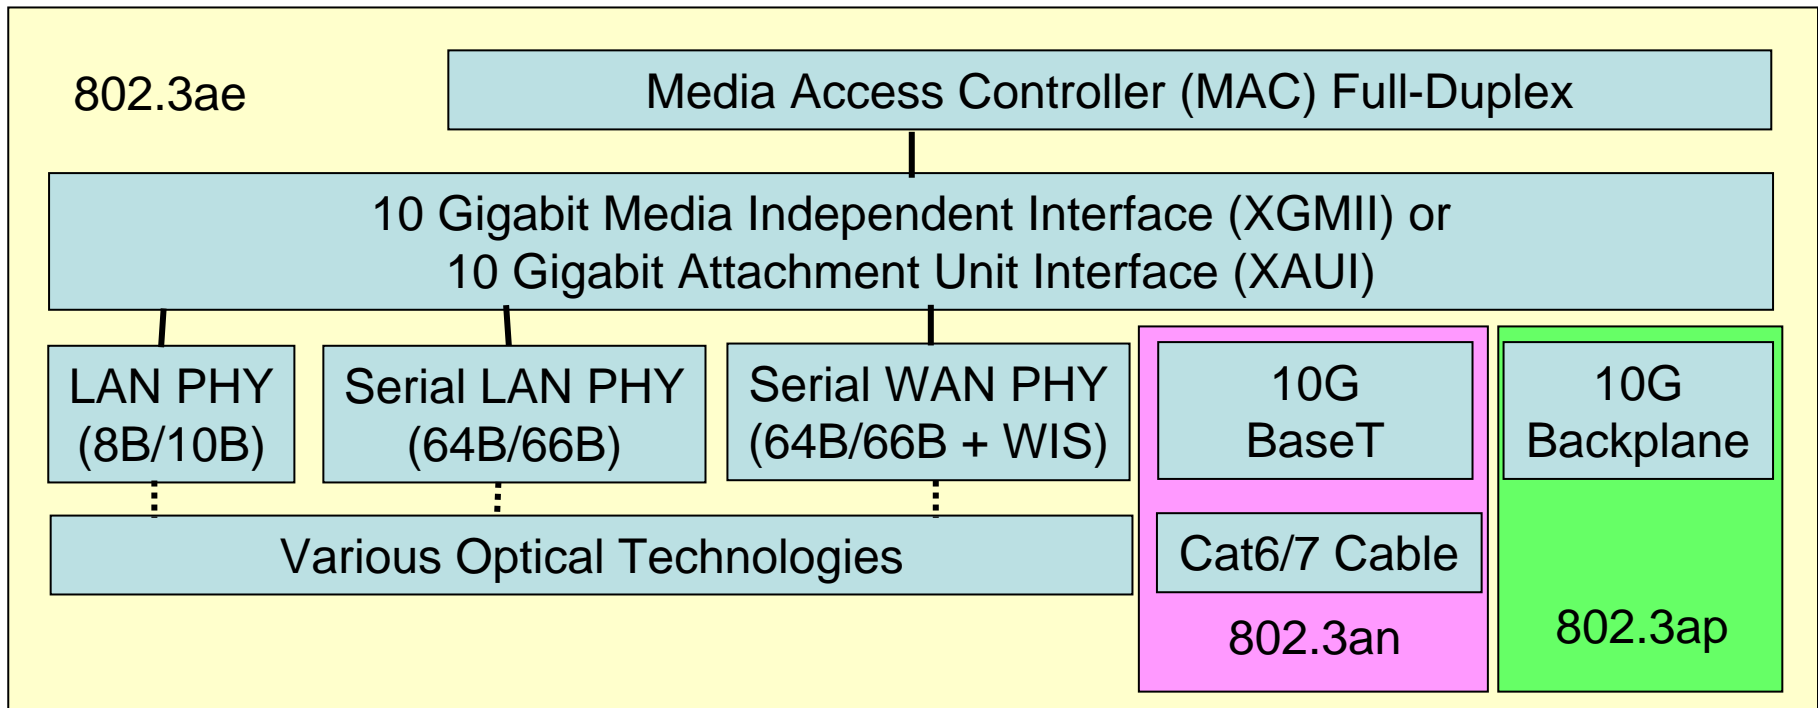 802.3ae
Media Access Controller (MAC) Full-Duplex
10 Gigabit Media Independent Interface (XGMII) or
10 Gigabit Attachment Unit Interface (XAUI)
LAN PHY
(8B/10B)
Serial LAN PHY
(64B/66B)
Serial WAN PHY
(64B/66B + WIS)
10G
BaseT
10G
Backplane
Various Optical Technologies
Cat6/7 Cable
802.3an
802.3ap